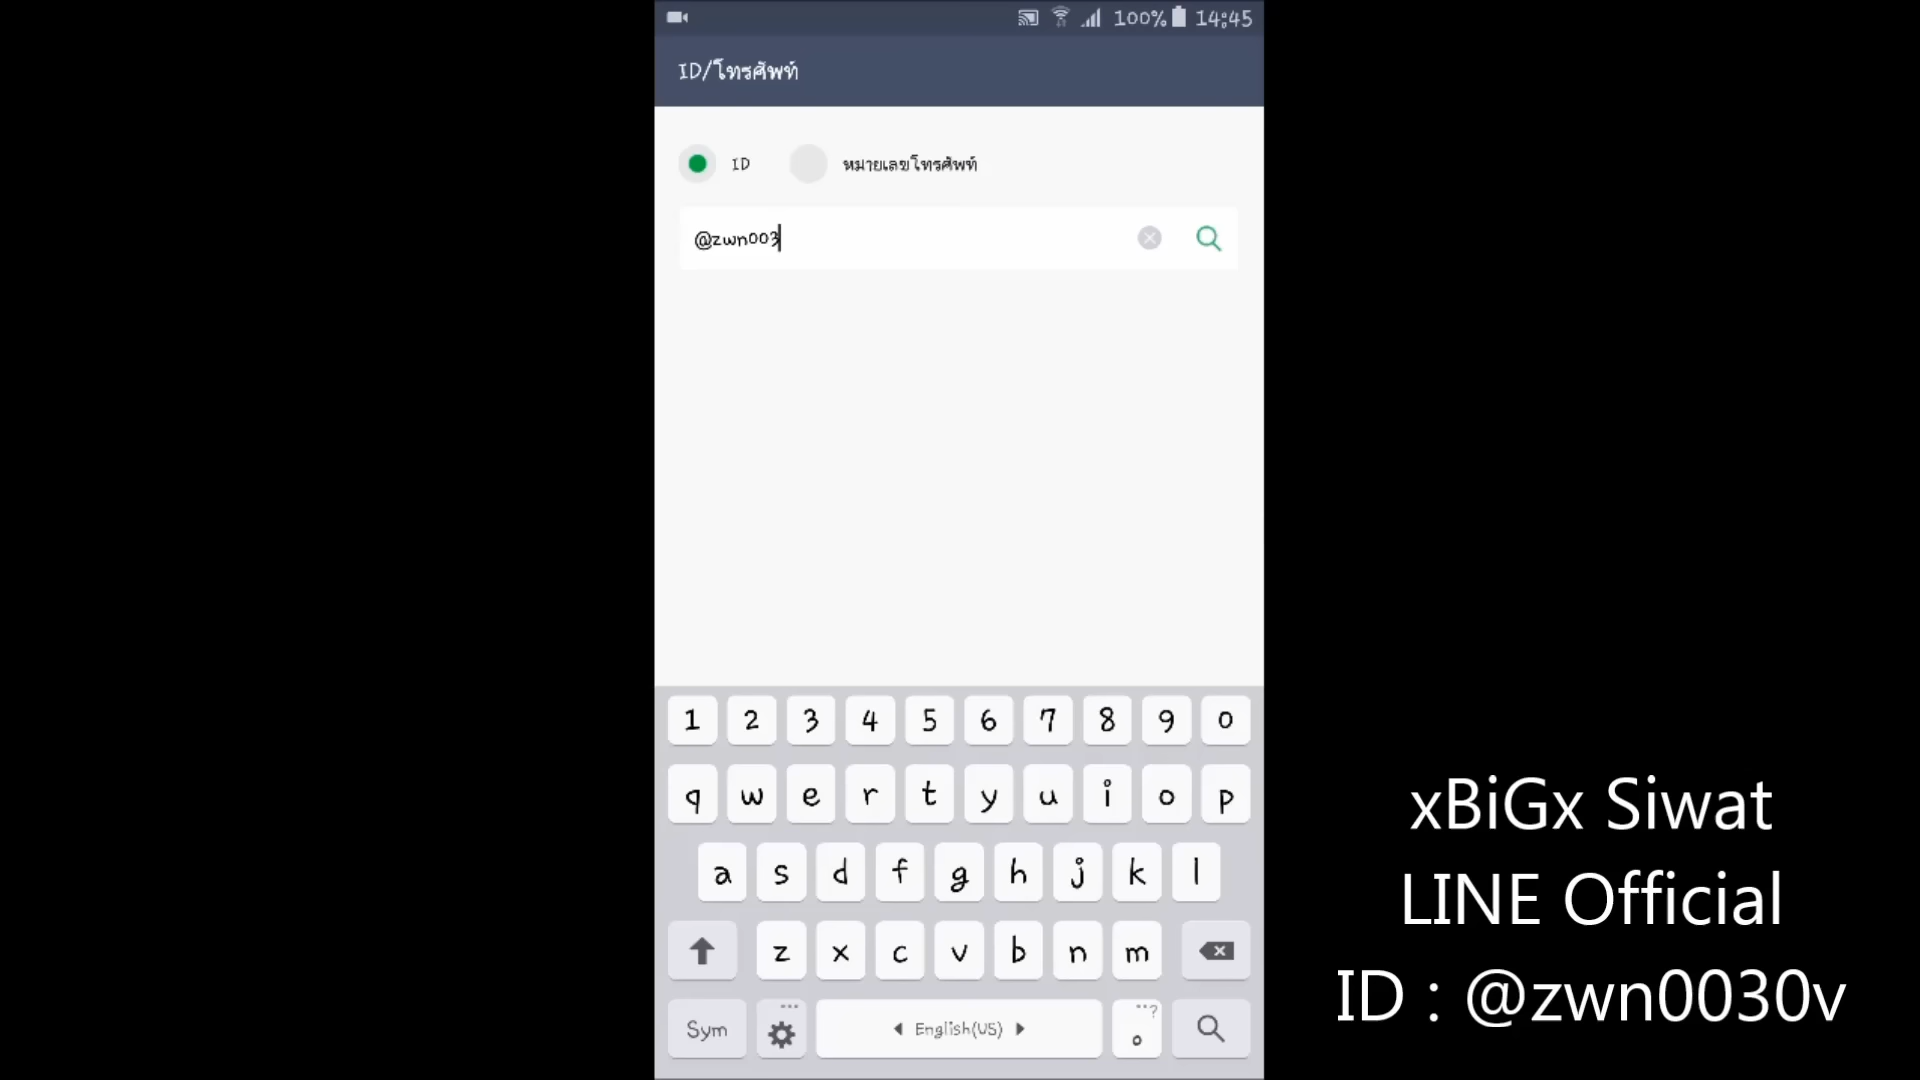 100% 14:45
ID/โทรศัพท์
ID หมายเลขโทรศัพท์
@zwn003
1 2 3 4 5 6 7 8 9 0
q w e r t y u i o p
a s d f g h j k l
z x c v b n m
Sym English(US)
xBiGx Siwat
LINE Official
ID : @zwn0030v